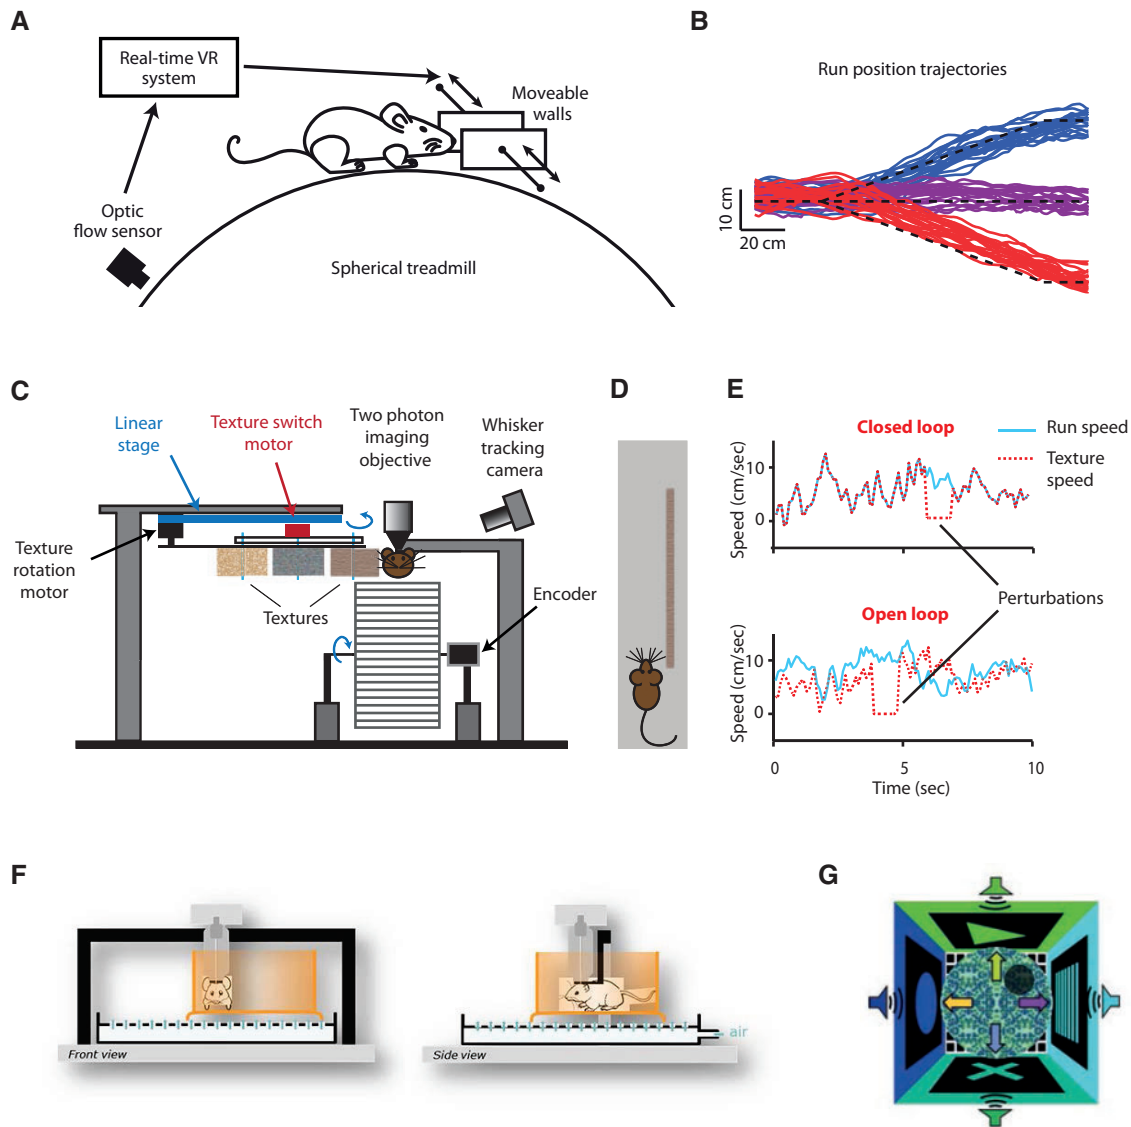 A
Real-time VR
system
Moveable
walls
Optic
flow sensor
Spherical treadmill
B
Run position trajectories
10 cm
20 cm
C
Linear
stage
Texture switch
motor
Two photon
imaging
objective
Whisker
tracking
camera
Texture
rotation
motor
Textures
Encoder
D
E
Closed loop
Run speed
Texture
speed
Speed (cm/sec)
10
0
Perturbations
Open loop
Speed (cm/sec)
10
0
0
5
10
Time (sec)
F
Front view
Side view
air
G